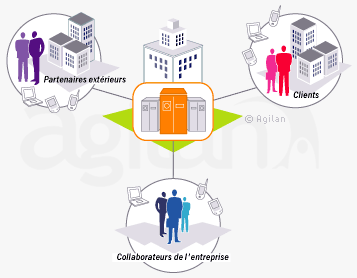 Partenaires extérieurs
Clients
© Agilan
agilan
Collaborateurs de l'entreprise